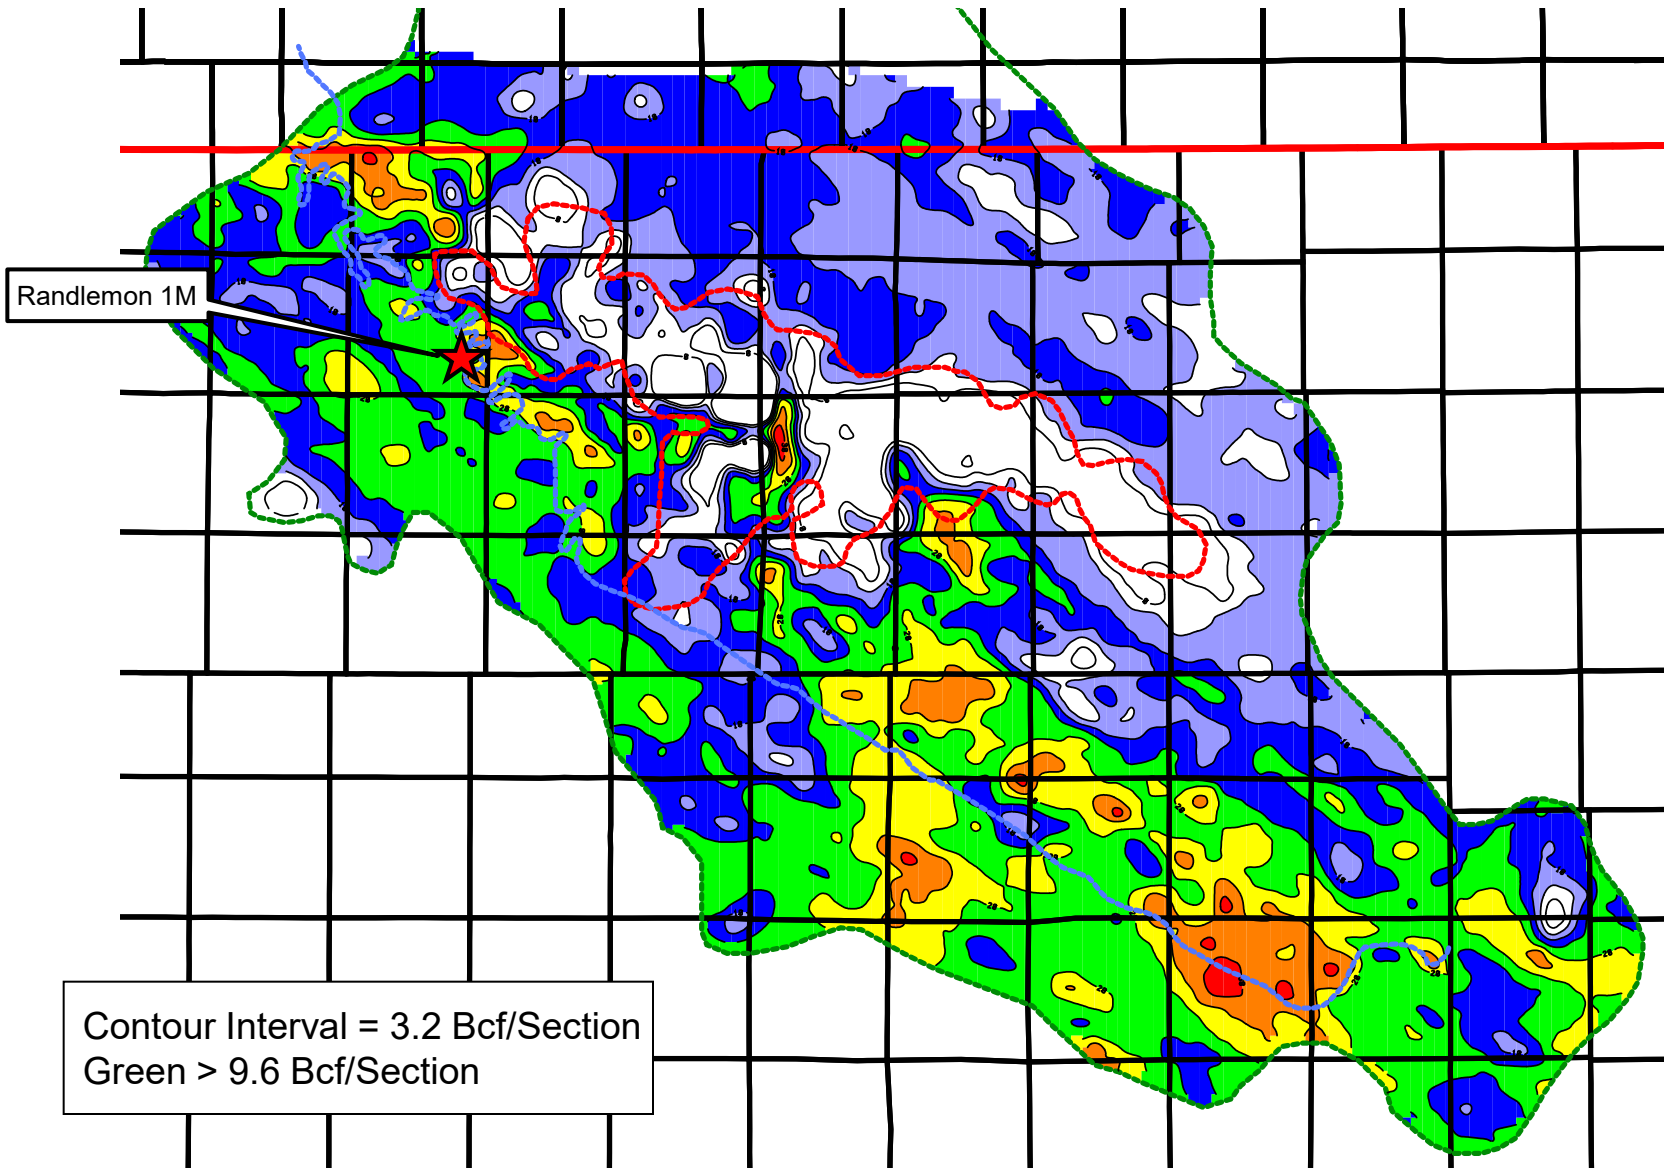 Randlemon 1M
Contour Interval = 3.2 Bcf/Section
Green > 9.6 Bcf/Section